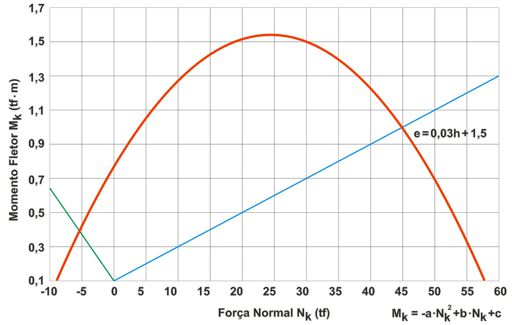 1,7
1,5
1,3
1,1
0,9
0,7
0,5
0,3
0,1
Momento Fletor Mk (tf·m)
e = 0,03h + 1,5
-10 -5 0 5 10 15 20 25 30 35 40 45 50 55 60
Força Normal Nk (tf)
Mk = -a·Nk²+b·Nk+c